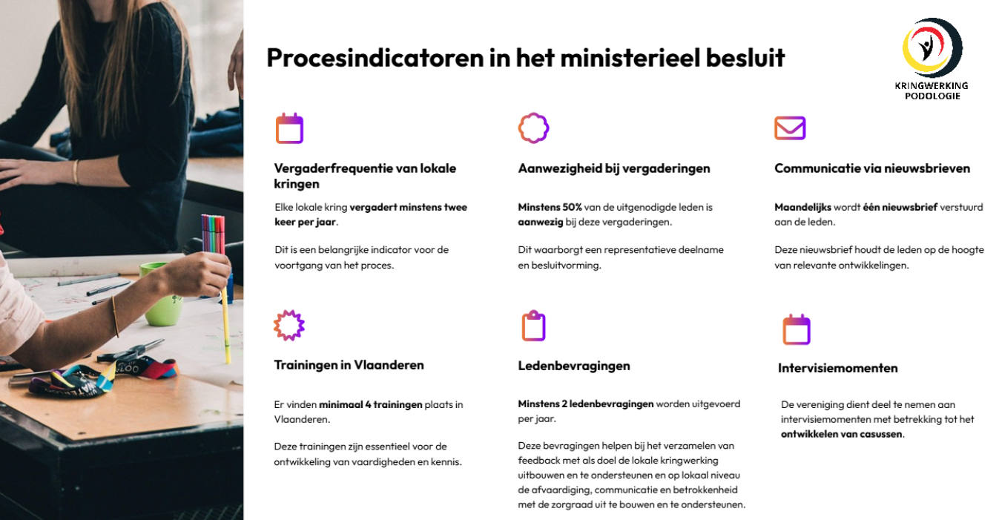 Procesindicatoren in het ministerieel besluit
KRINGWERKING
PODOLOGIE
Vergaderfrequentie van lokale
kringen
Elke lokale kring vergadert minstens twee
keer per jaar.
Dit is een belangrijke indicator voor de
voortgang van het proces.
Aanwezigheid bij vergaderingen
Minstens 50% van de uitgenodigde leden is
aanwezig bij deze vergaderingen.
Dit waarborgt een representatieve deelname
en besluitvorming.
Communicatie via nieuwsbrieven
Maandelijks wordt één nieuwsbrief verstuurd
aan de leden.
Deze nieuwsbrief houdt de leden op de hoogte
van relevante ontwikkelingen.
Trainingen in Vlaanderen
Er vinden minimaal 4 trainingen plaats in
Vlaanderen.
Deze trainingen zijn essentieel voor de
ontwikkeling van vaardigheden en kennis.
Ledenbevragingen
Minstens 2 ledenbevragingen worden uitgevoerd
per jaar.
Deze bevragingen helpen bij het verzamelen van
feedback met als doel de lokale kringwerking
uitbouwen en te ondersteunen en op lokaal niveau
de afvaardiging, communicatie en betrokkenheid
met de zorgraad uit te bouwen en te ondersteunen.
Intervisiemomenten
De vereniging dient deel te nemen aan
intervisiemomenten met betrekking tot het
ontwikkelen van casussen.